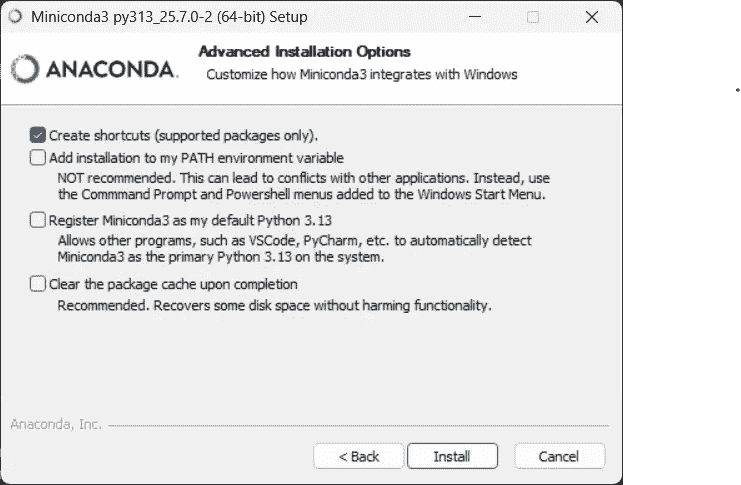 Miniconda3 py313_25.7.0-2 (64-bit) Setup
ANACONDA.
Advanced Installation Options
Customize how Miniconda3 integrates with Windows
Create shortcuts (supported packages only).
Add installation to my PATH environment variable
NOT recommended. This can lead to conflicts with other applications. Instead, use
the Commmand Prompt and Powershell menus added to the Windows Start Menu.
Register Miniconda3 as my default Python 3.13
Allows other programs, such as VSCode, PyCharm, etc. to automatically detect
Miniconda3 as the primary Python 3.13 on the system.
Clear the package cache upon completion
Recommended. Recovers some disk space without harming functionality.
Anaconda, Inc.
< Back
Install
Cancel